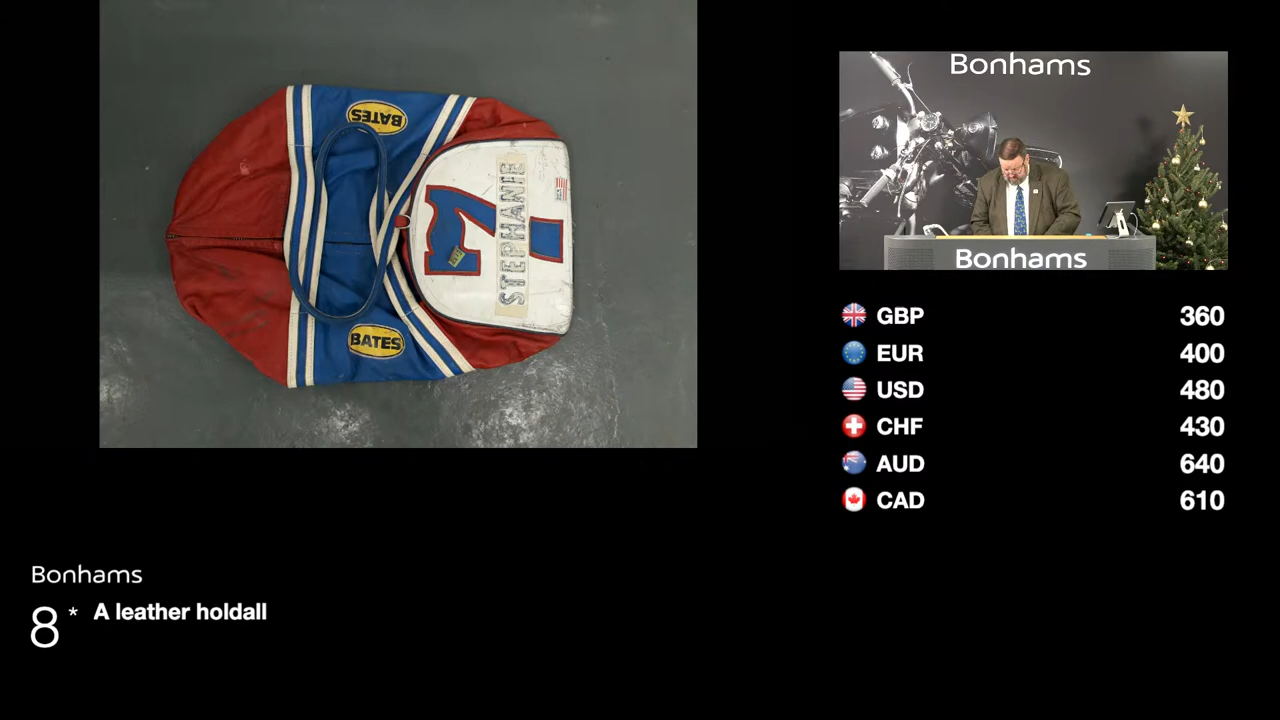 BATES
7
STEPHANIE
BATES
Bonhams
Bonhams
GBP 360
EUR 400
USD 480
CHF 430
AUD 640
CAD 610
Bonhams
8 * A leather holdall